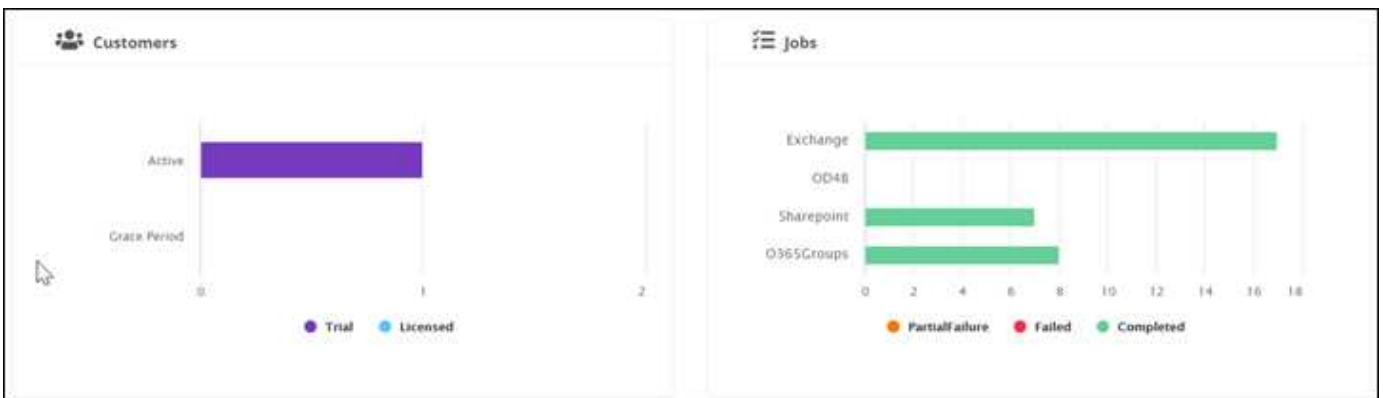 Customers
Active
Grace Period
0 1 2
Trial Licensed
Jobs
Exchange
OD4B
Sharepoint
O365Groups
0 2 4 6 8 10 12 14 16 18
PartialFailure Failed Completed